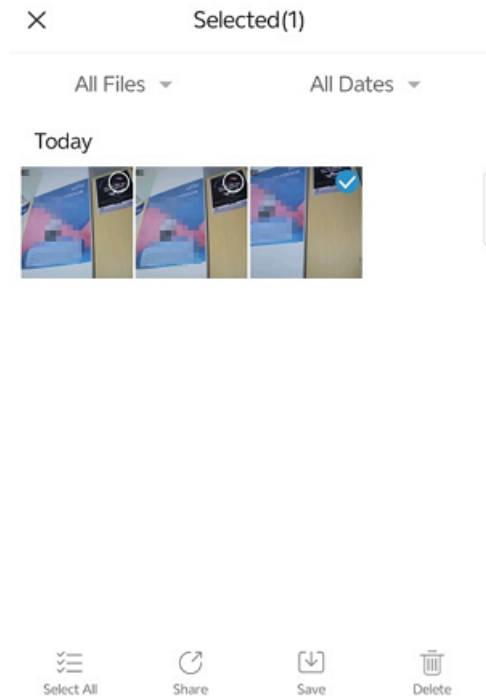 Selected(1)
All Files
All Dates
Today
Select All
Share
Save
Delete